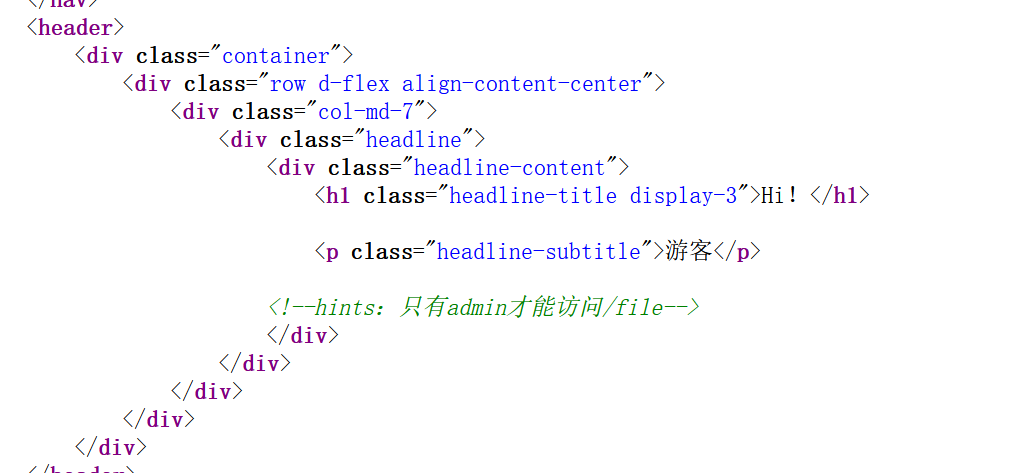 </nav>
<header>
<div class="container">
<div class="row d-flex align-content-center">
<div class="col-md-7">
<div class="headline">
<div class="headline-content">
<h1 class="headline-title display-3">Hi！</h1>
<p class="headline-subtitle">游客</p>
<!--hints：只有admin才能访问/file-->
</div>
</div>
</div>
</div>
</div>
</header>